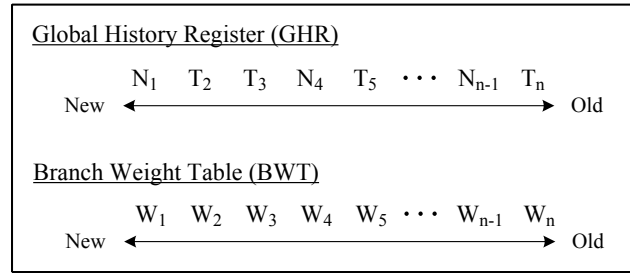 Global History Register (GHR)
N₁ T₂ T₃ N₄ T₅ ··· Nₙ₋₁ Tₙ
New Old
Branch Weight Table (BWT)
W₁ W₂ W₃ W₄ W₅ ··· Wₙ₋₁ Wₙ
New Old